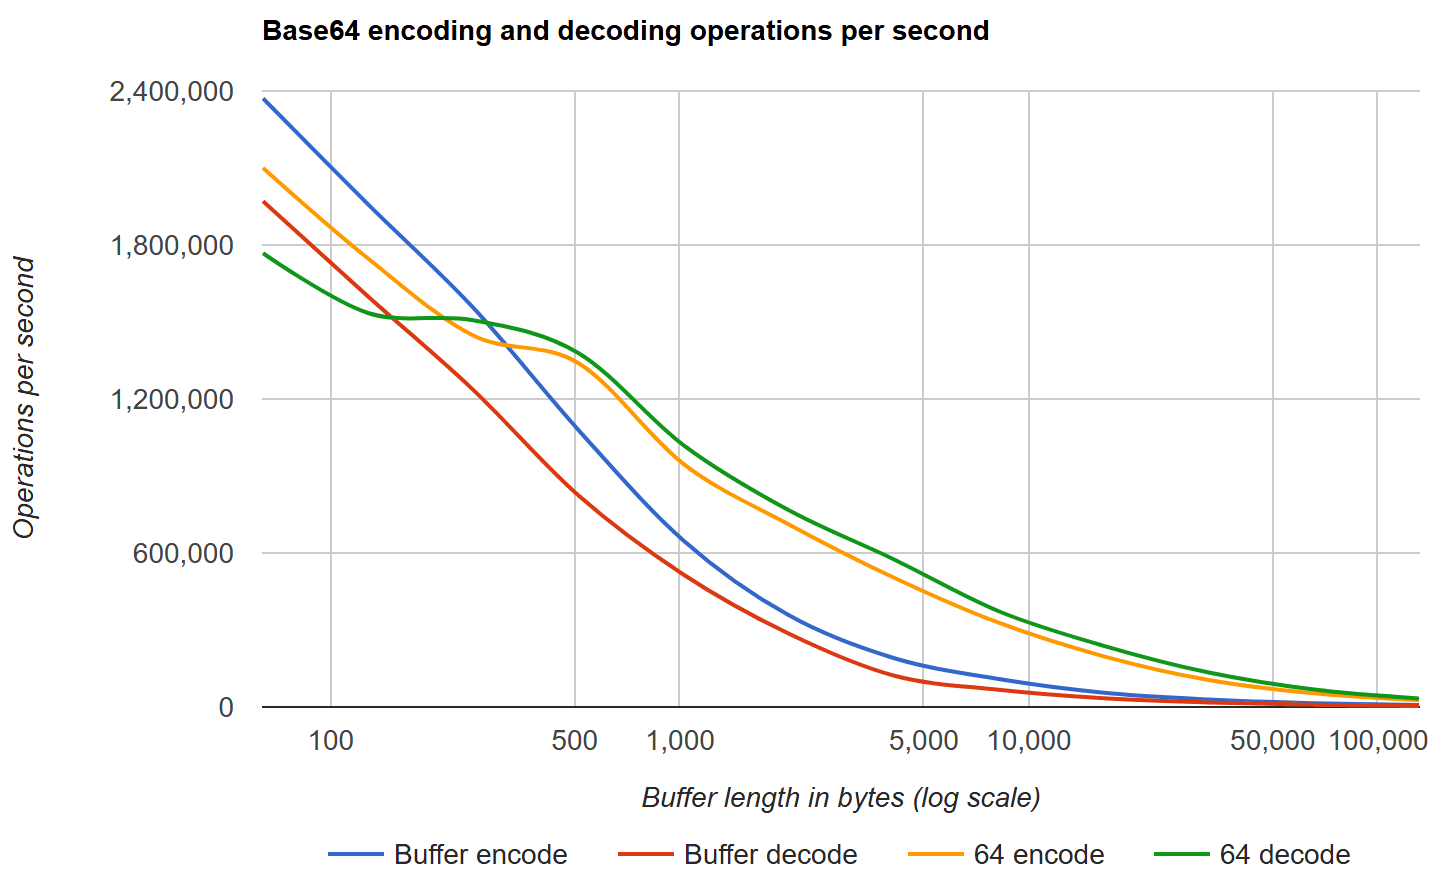 Base64 encoding and decoding operations per second
2,400,000
1,800,000
1,200,000
600,000
0
Operations per second
100 500 1,000 5,000 10,000 50,000 100,000
Buffer length in bytes (log scale)
Buffer encode Buffer decode 64 encode 64 decode